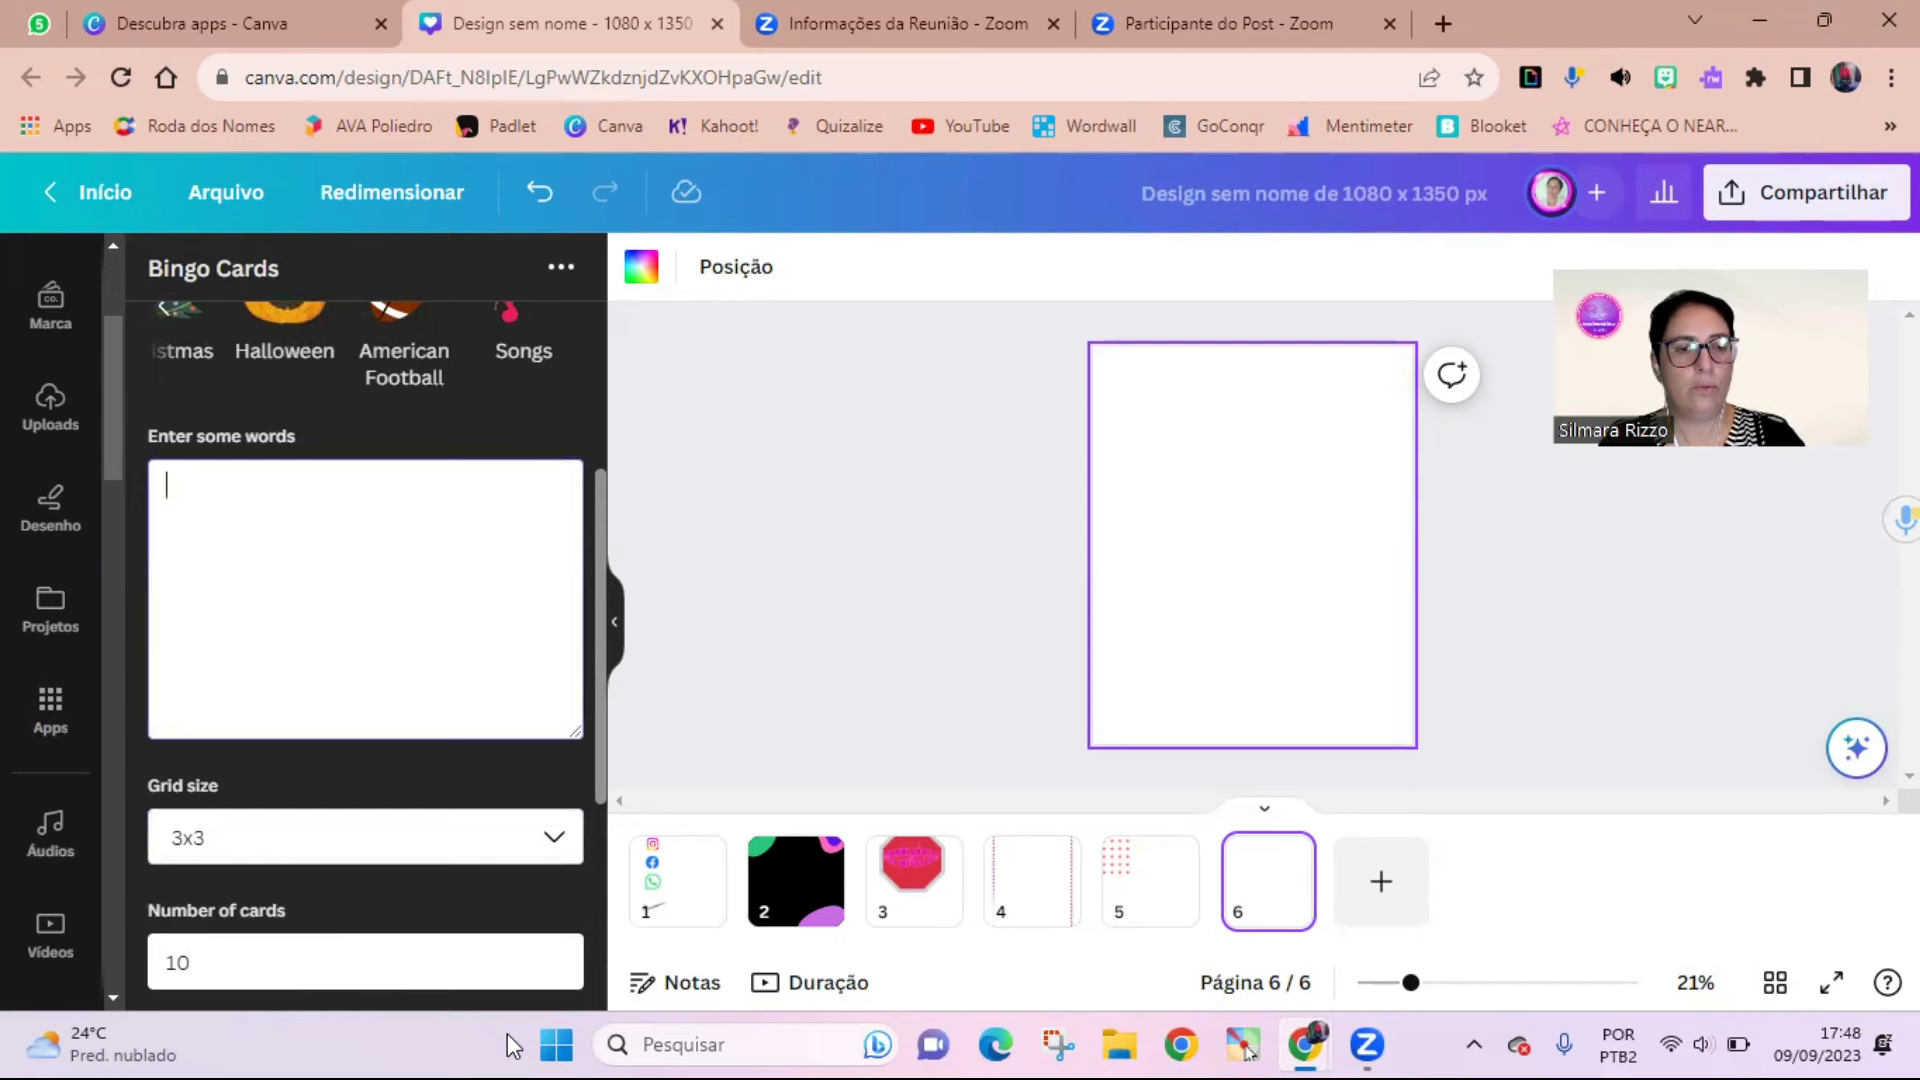 5
Descubra apps - Canva
Design sem nome - 1080 x 1350
Informações da Reunião - Zoom
Participante do Post - Zoom
canva.com/design/DAFt_N8IpIE/LgPwWZkdznjdZvKXOHpaGw/edit
Apps
Roda dos Nomes
AVA Poliedro
Padlet
Canva
K! Kahoot!
Quizalize
YouTube
Wordwall
GoConqr
Mentimeter
B Blooket
CONHEÇA O NEAR...
Início
Arquivo
Redimensionar
Design sem nome de 1080 x 1350 px
Compartilhar
Marca
Uploads
Desenho
Projetos
Apps
Áudios
Vídeos
Bingo Cards
istmas
Halloween
American
Football
Songs
Enter some words
Grid size
3x3
Number of cards
10
Posição
Silmara Rizzo
1
2
3
4
5
6
Notas
Duração
Página 6 / 6
21%
24°C
Pred. nublado
Pesquisar
POR
PTB2
17:48
09/09/2023